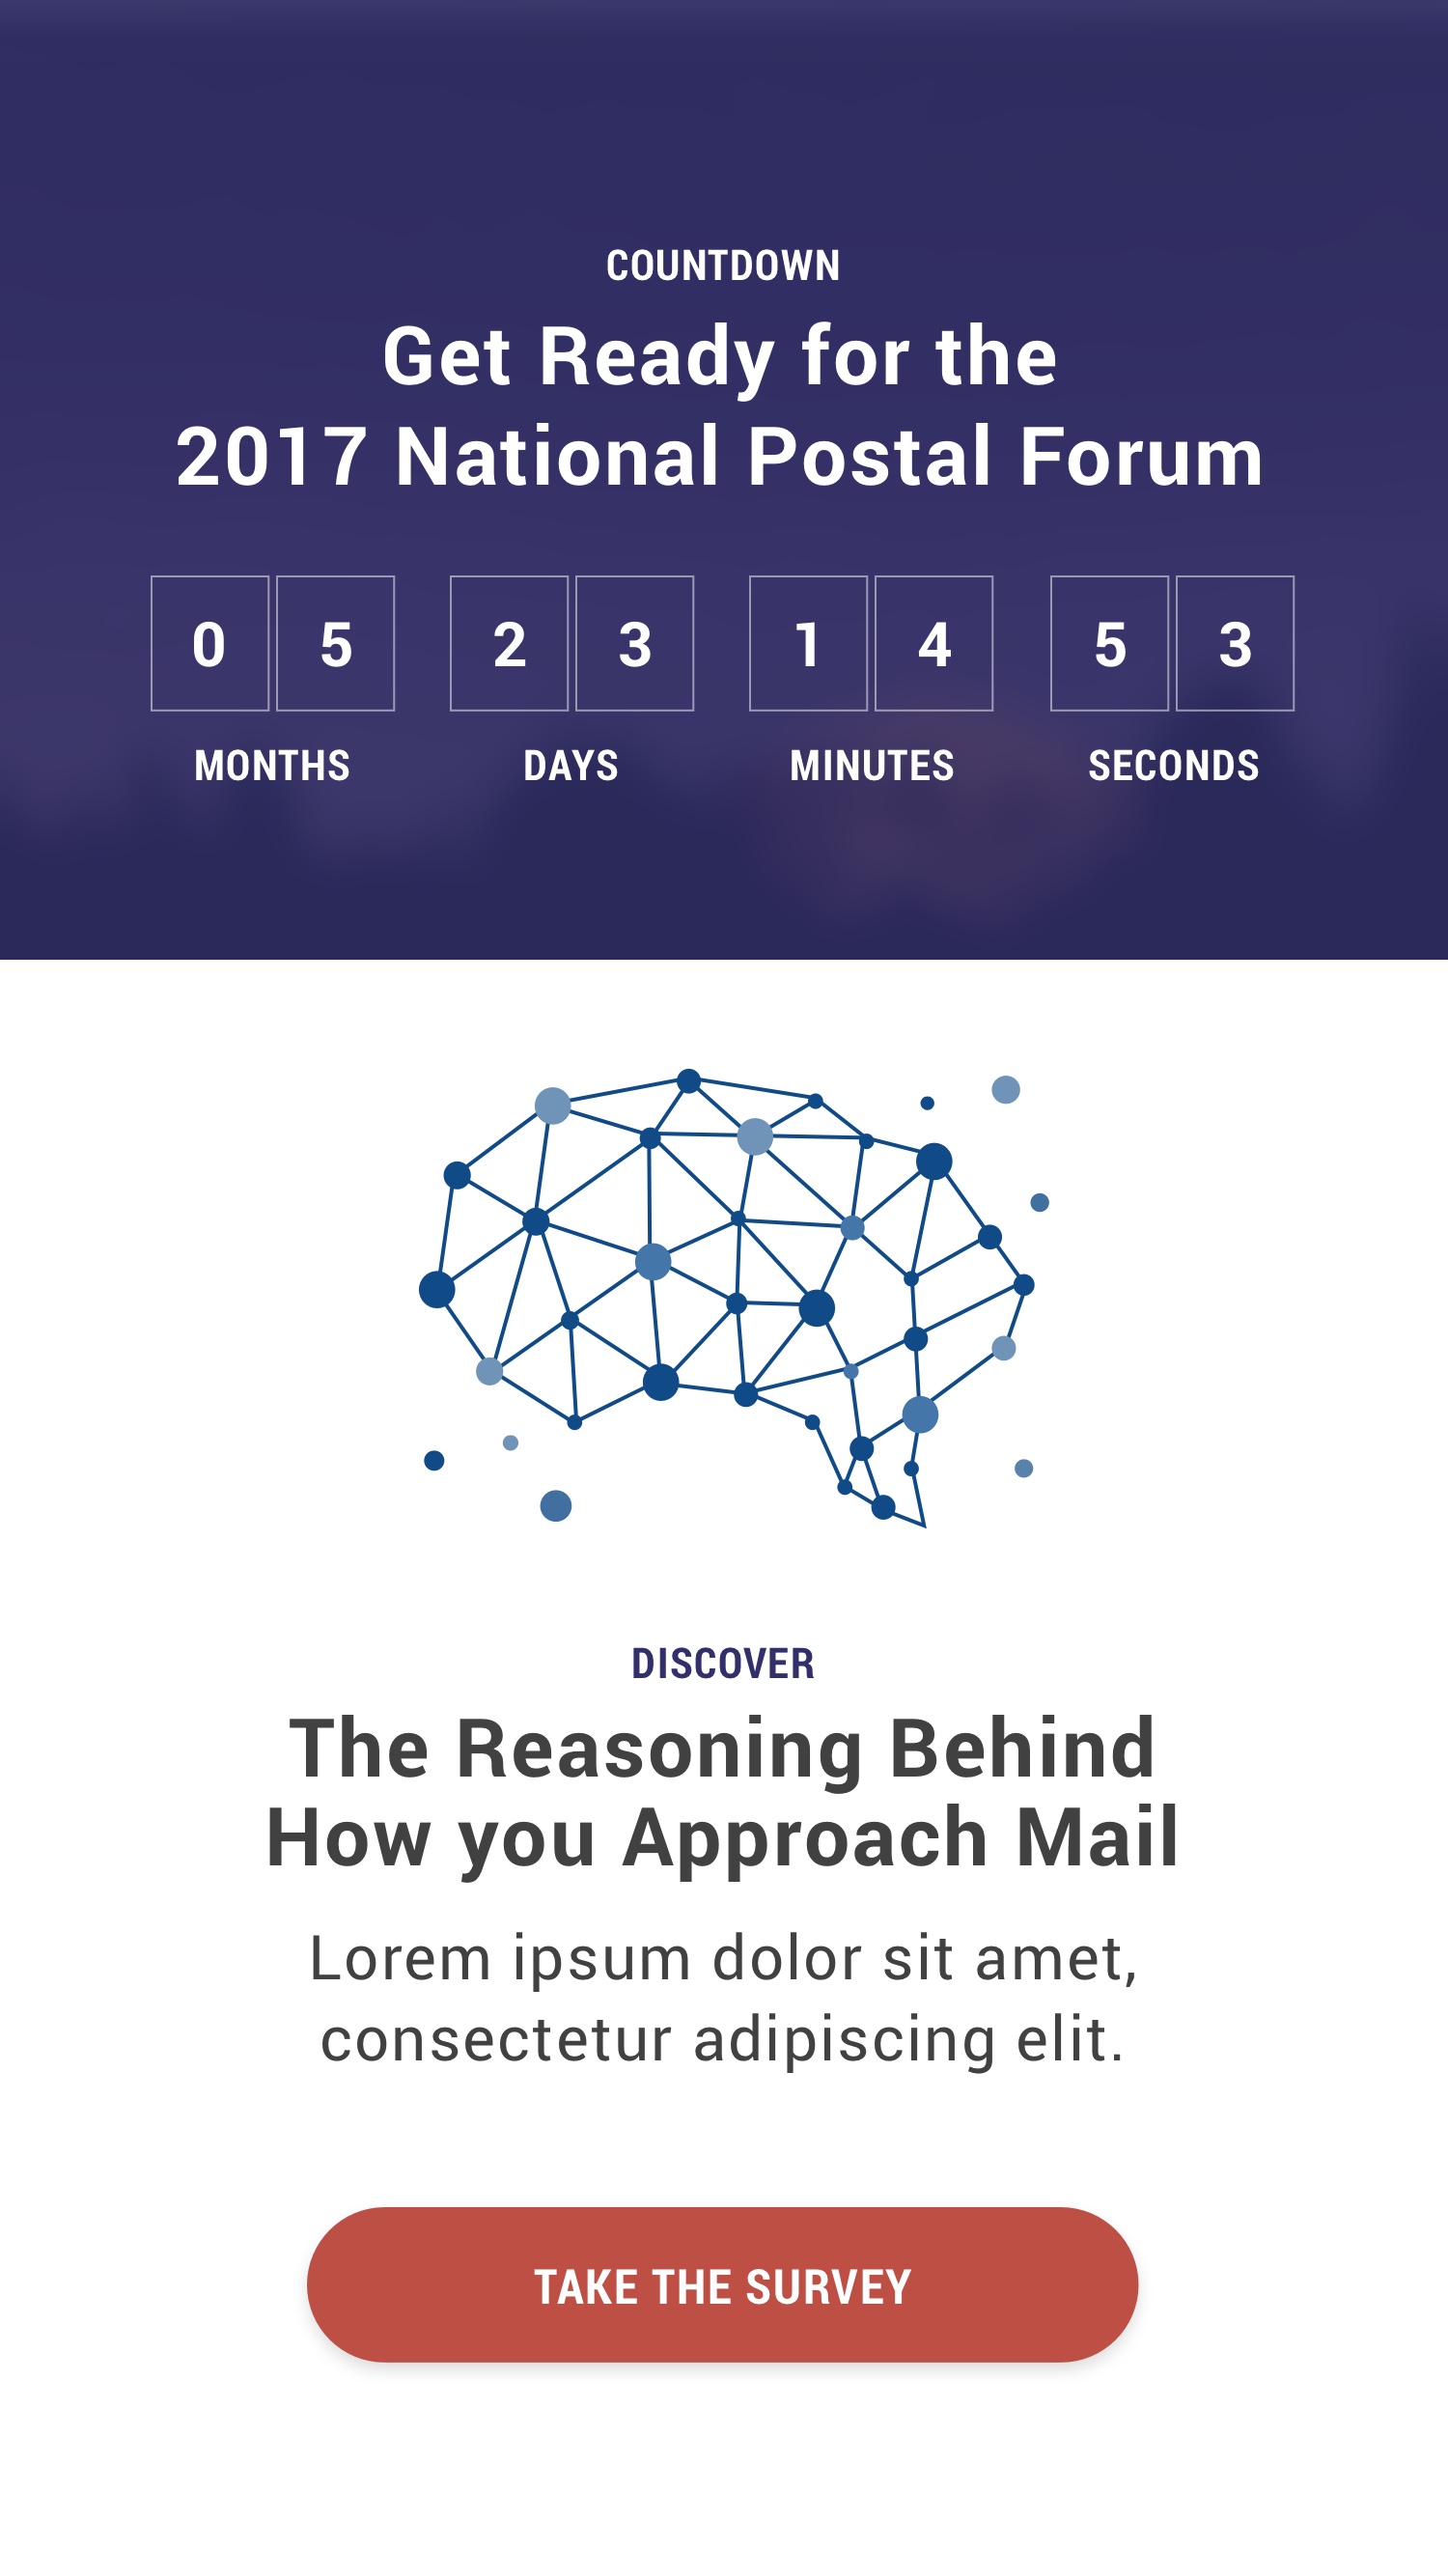 COUNTDOWN
Get Ready for the
2017 National Postal Forum
0 5 2 3 1 4 5 3
MONTHS DAYS MINUTES SECONDS
DISCOVER
The Reasoning Behind
How you Approach Mail
Lorem ipsum dolor sit amet,
consectetur adipiscing elit.
TAKE THE SURVEY